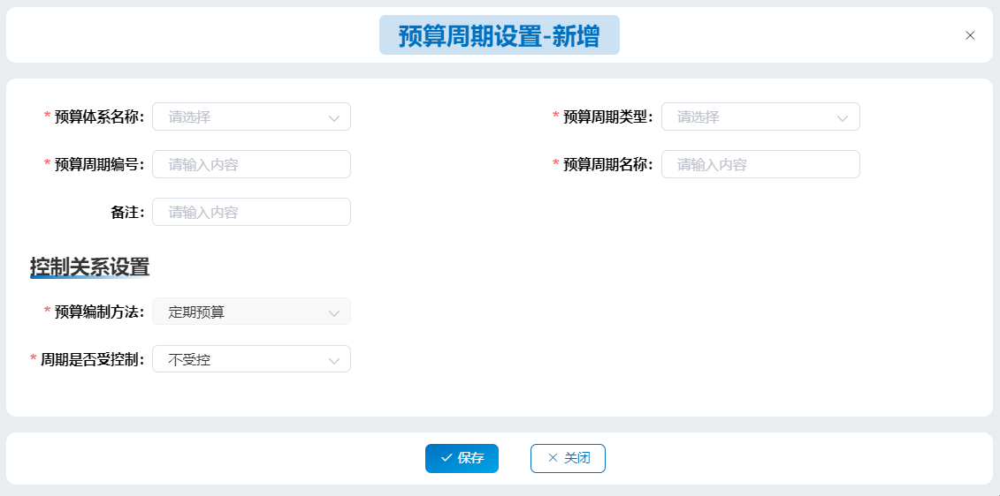 预算周期设置-新增
* 预算体系名称: 请选择
* 预算周期类型: 请选择
* 预算周期编号: 请输入内容
* 预算周期名称: 请输入内容
备注: 请输入内容
控制关系设置
* 预算编制方法: 定期预算
* 周期是否受控制: 不受控
保存
关闭